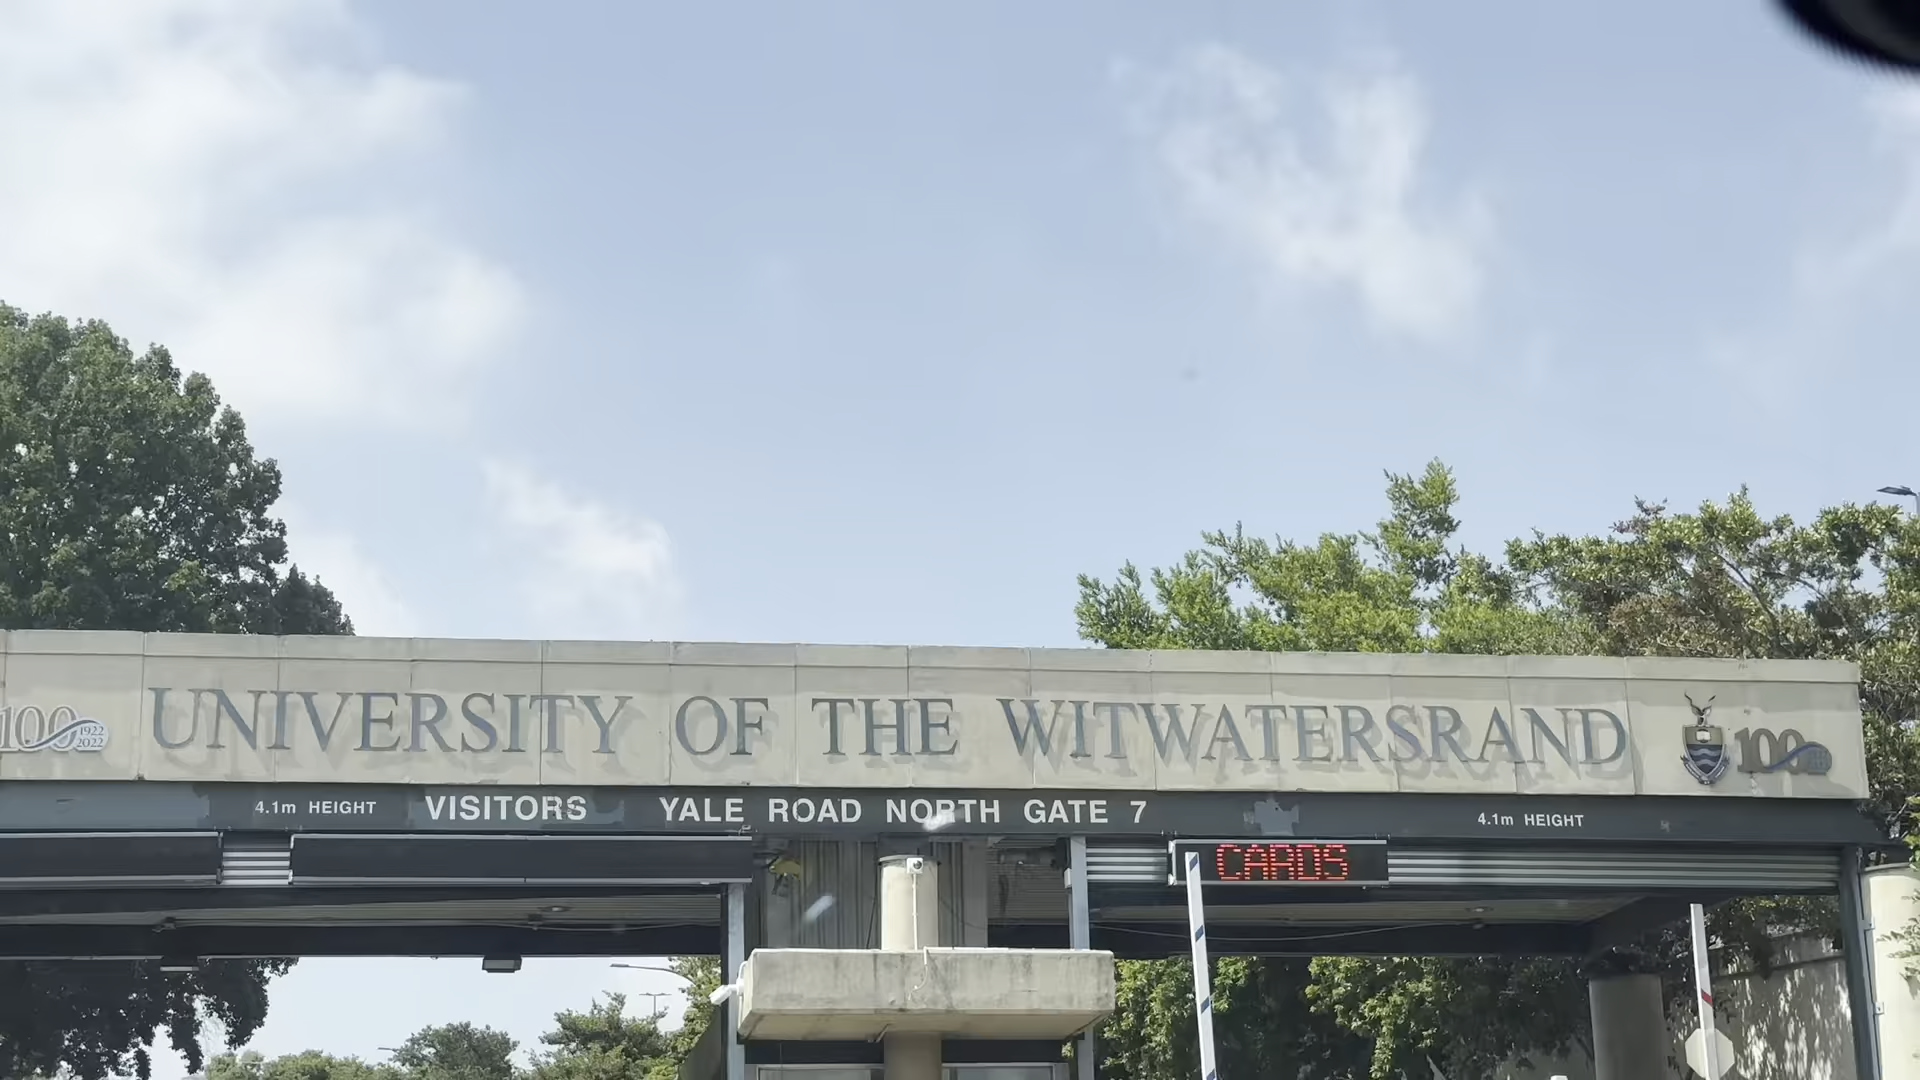 100 1922
2022
UNIVERSITY OF THE WITWATERSRAND
100
4.1m HEIGHT
VISITORS
YALE ROAD NORTH GATE 7
4.1m HEIGHT
CARDS